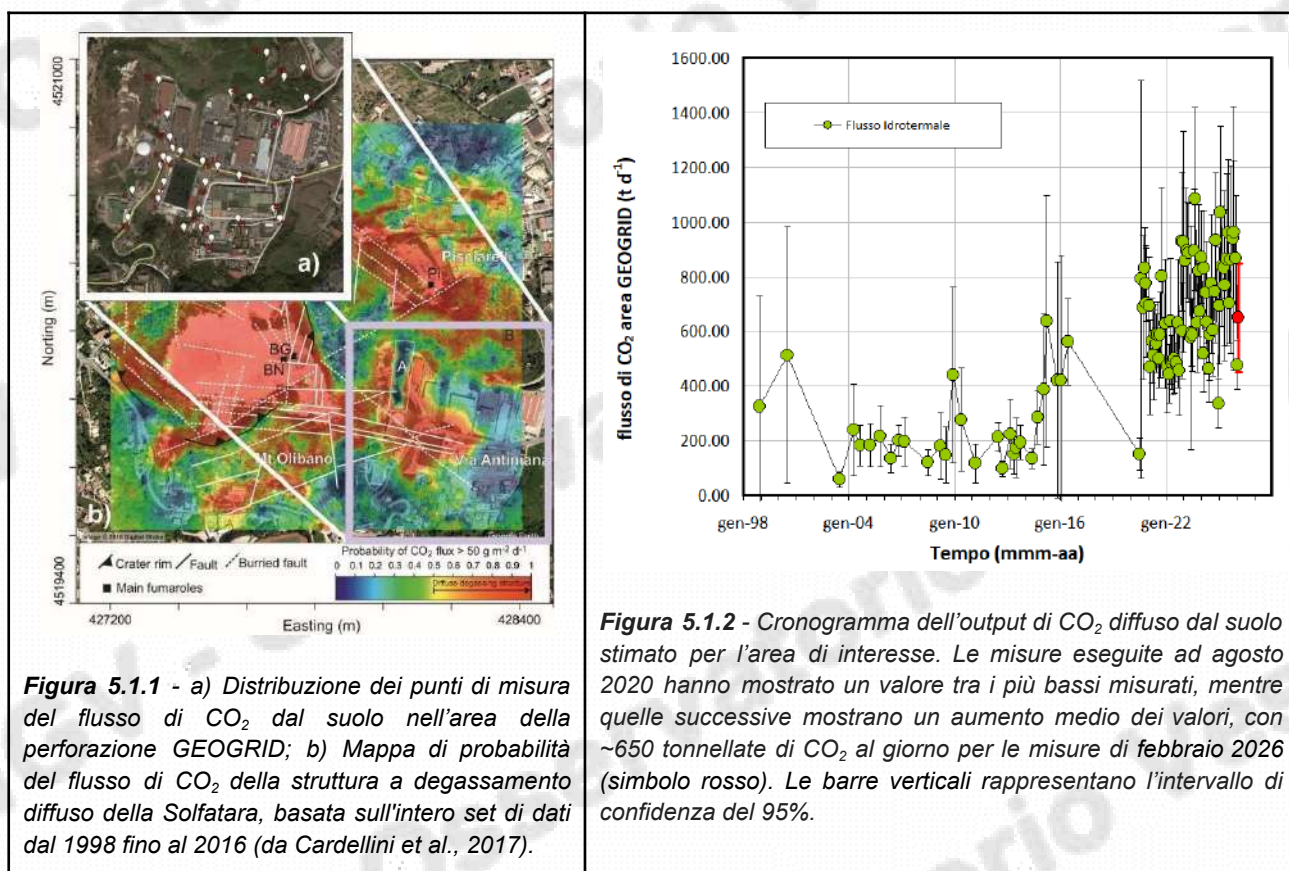 4521000
Norting (m)
4519400
a)
Pisciarelli
PI
B
BG
BN
A
Mt Olibano
Via Antiniana
b)
A
Crater rim
Fault
Burried fault
Main fumaroles
Probability of CO₂ flux > 50 g m⁻² d⁻¹
Diffuse degassing structure
0 0.1 0.2 0.3 0.4 0.5 0.6 0.7 0.8 0.9 1
427200
428400
Easting (m)
Figura 5.1.1 - a) Distribuzione dei punti di misura
del flusso di CO₂ dal suolo nell'area della
perforazione GEOGRID; b) Mappa di probabilità
del flusso di CO₂ della struttura a degassamento
diffuso della Solfatara, basata sull'intero set di dati
dal 1998 fino al 2016 (da Cardellini et al., 2017).
flusso di CO₂ area GEOGRID (t d⁻¹)
1600.00
1400.00
1200.00
1000.00
800.00
600.00
400.00
200.00
0.00
Flusso Idrotermale
gen-98
gen-04
gen-10
gen-16
gen-22
Tempo (mmm-aa)
Figura 5.1.2 - Cronogramma dell'output di CO₂ diffuso dal suolo
stimato per l'area di interesse. Le misure eseguite ad agosto
2020 hanno mostrato un valore tra i più bassi misurati, mentre
quelle successive mostrano un aumento medio dei valori, con
~650 tonnellate di CO₂ al giorno per le misure di febbraio 2026
(simbolo rosso). Le barre verticali rappresentano l'intervallo di
confidenza del 95%.